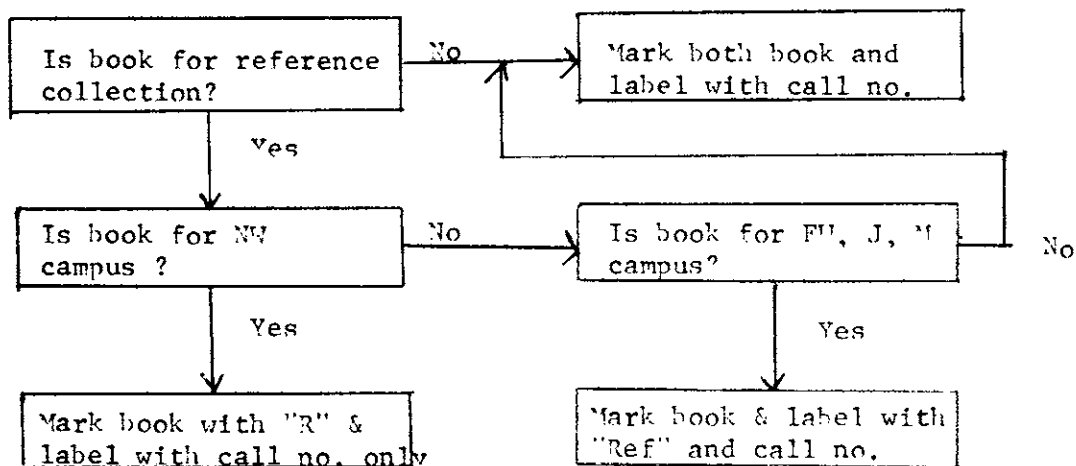 Is book for reference
collection?
No
Mark both book and
label with call no.
Yes
Is book for NW
campus ?
No
Is book for FH, J, M
campus?
No
Yes
Yes
Mark book with "R" &
label with call no. only
Mark book & label with
"Ref" and call no.